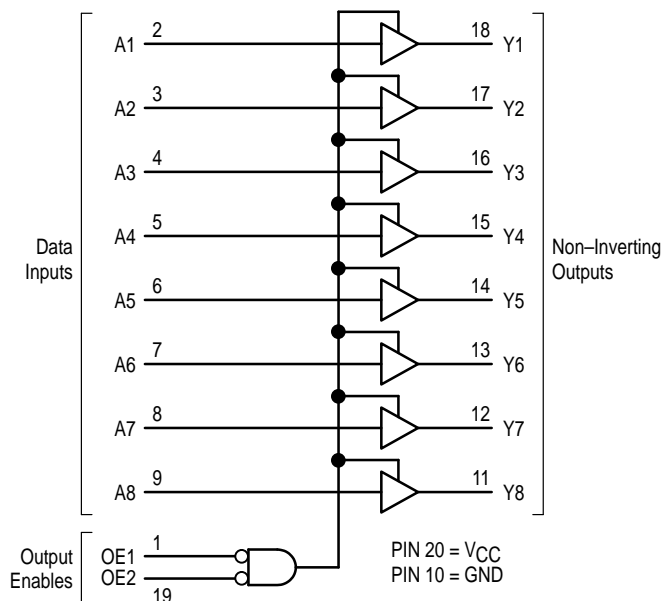 A1 2 18 Y1
A2 3 17 Y2
A3 4 16 Y3
A4 5 15 Y4
Data
Inputs
Non–Inverting
Outputs
A5 6 14 Y5
A6 7 13 Y6
A7 8 12 Y7
A8 9 11 Y8
Output
Enables
OE1 1
OE2
19
PIN 20 = VCC
PIN 10 = GND